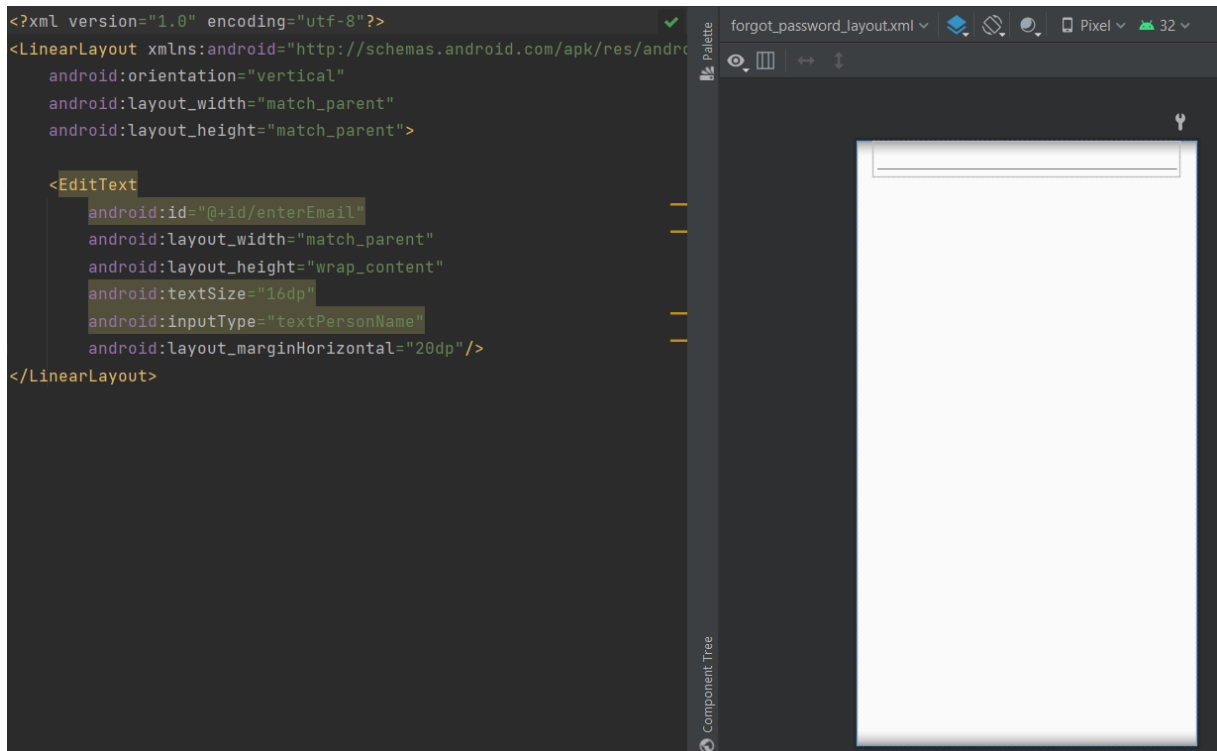 <?xml version="1.0" encoding="utf-8"?>
<LinearLayout xmlns:android="http://schemas.android.com/apk/res/andro
    android:orientation="vertical"
    android:layout_width="match_parent"
    android:layout_height="match_parent">
    <EditText
        android:id="@+id/enterEmail"
        android:layout_width="match_parent"
        android:layout_height="wrap_content"
        android:textSize="16dp"
        android:inputType="textPersonName"
        android:layout_marginHorizontal="20dp"/>
</LinearLayout>
Palette
Component Tree
forgot_password_layout.xml Pixel 32